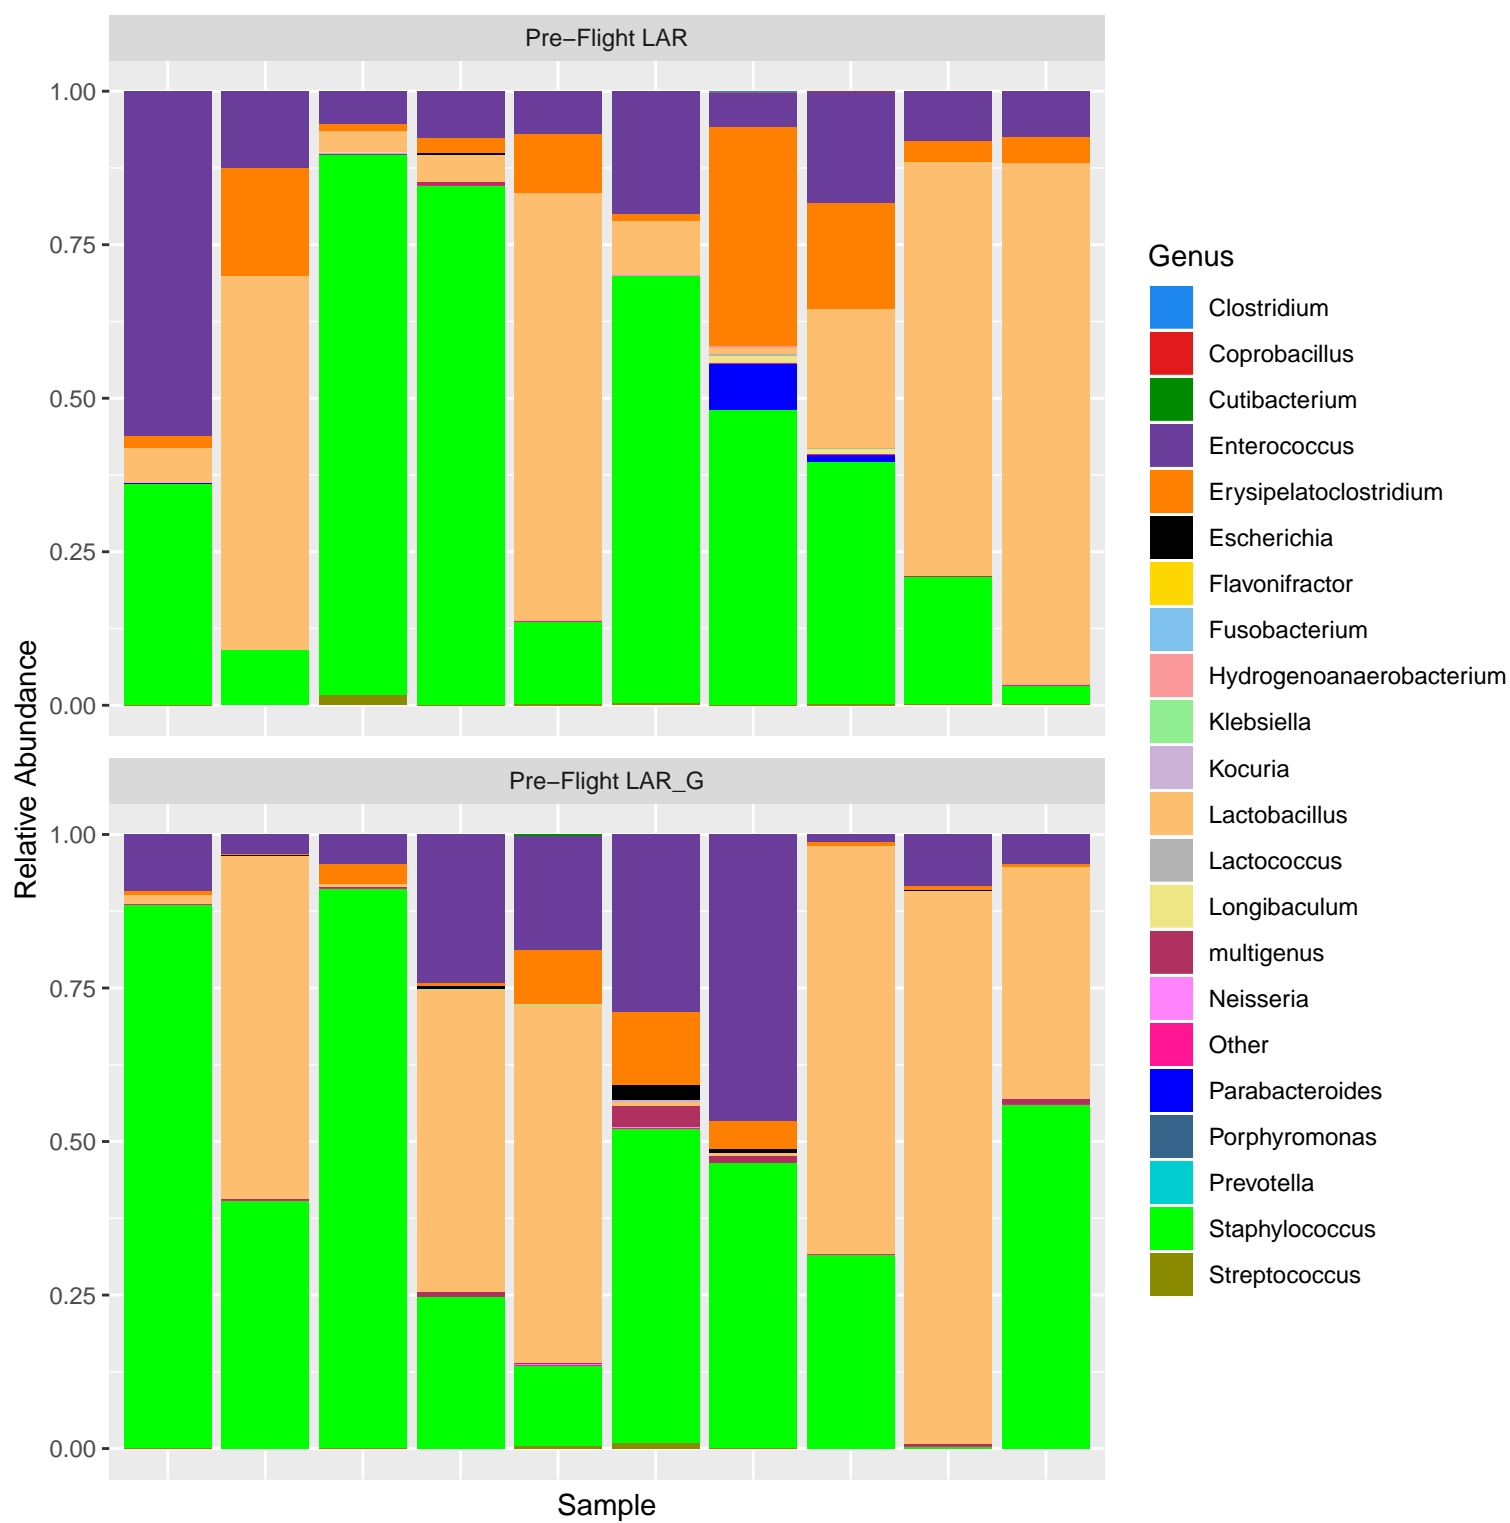 Pre−Flight LAR
1.00
0.75
0.50
0.25
0.00
Pre−Flight LAR_G
1.00
0.75
0.50
0.25
0.00
Relative Abundance
Sample
Genus
Clostridium
Coprobacillus
Cutibacterium
Enterococcus
Erysipelatoclostridium
Escherichia
Flavonifractor
Fusobacterium
Hydrogenoanaerobacterium
Klebsiella
Kocuria
Lactobacillus
Lactococcus
Longibaculum
multigenus
Neisseria
Other
Parabacteroides
Porphyromonas
Prevotella
Staphylococcus
Streptococcus